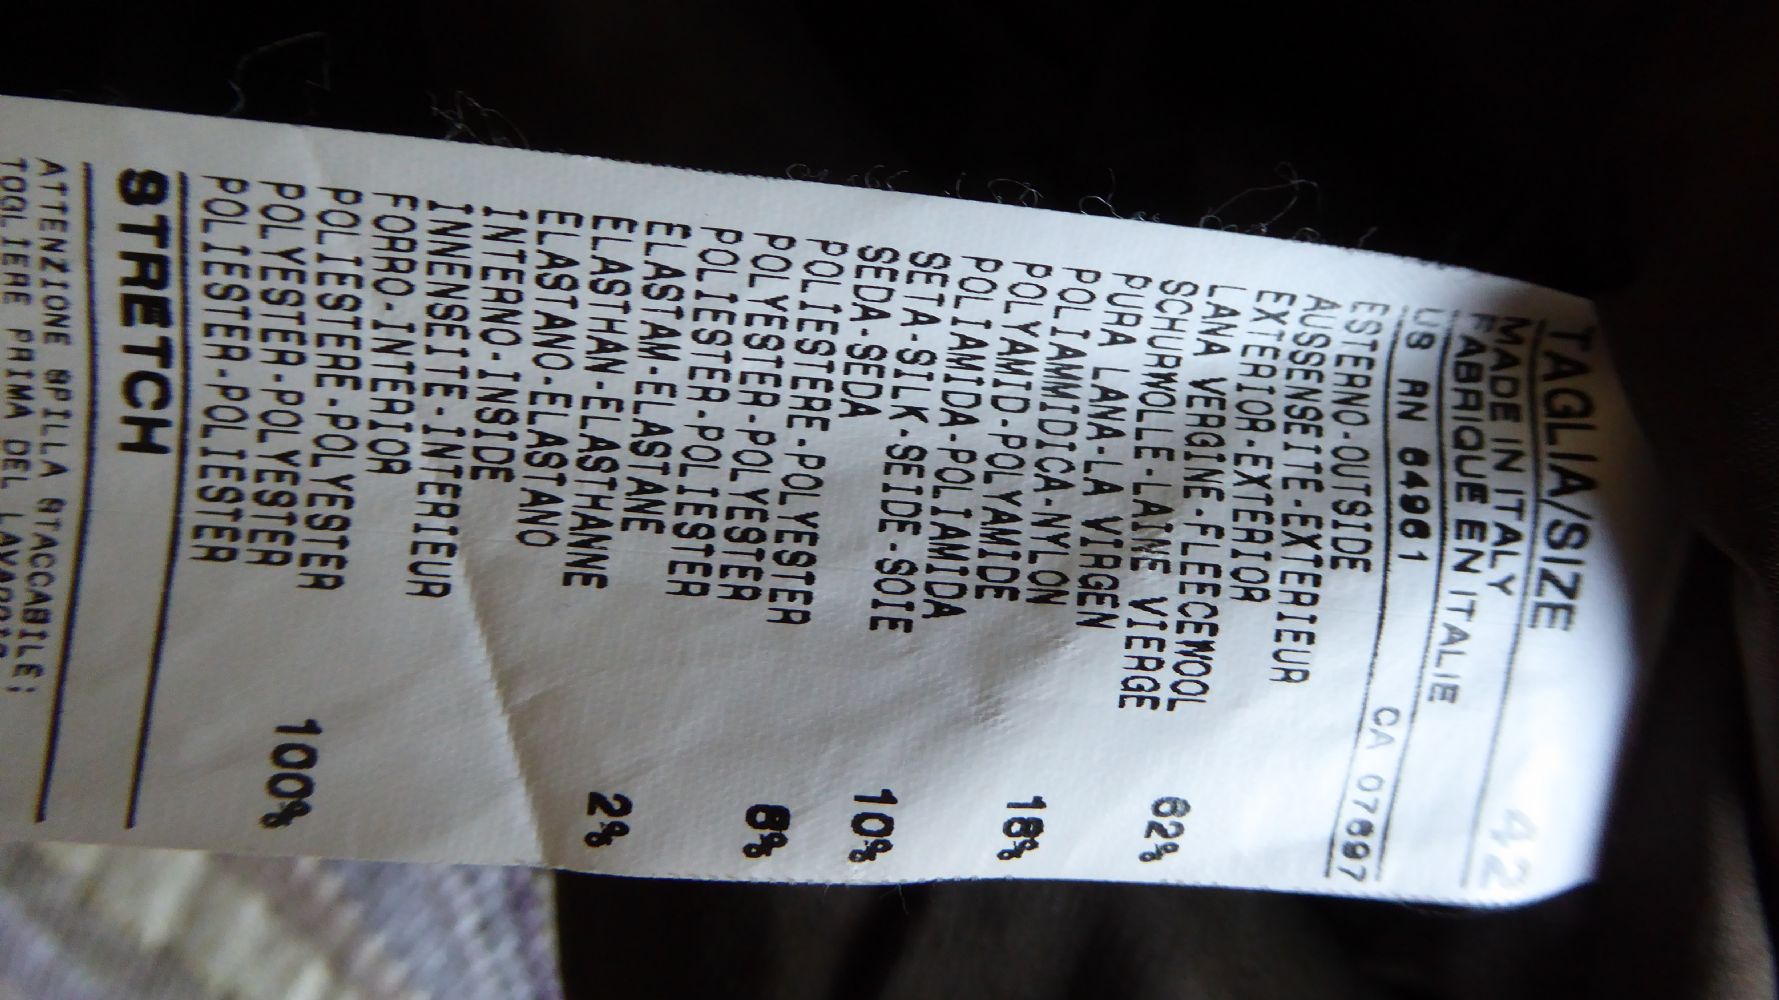 TAGLIA/SIZE 42
MADE IN ITALY
FABRIQUE EN ITALIE
US RN 64961 CA 07697
ESTERNO-OUTSIDE
AUSSENSEITE-EXTERIEUR
EXTERIOR-EXTERIOR
LANA VERGINE-FLEECEWOOL
SCHURWOLLE-LAINE VIERGE 62%
PURA LANA-LA VIRGEN
POLIAMMIDICA-NYLON
POLYAMID-POLYAMIDE 18%
POLIAMIDA-POLIAMIDA
SETA-SILK-SEIDE-SOIE 10%
SEDA-SEDA
POLIESTERE-POLYESTER
POLYESTER-POLYESTER 8%
POLIESTER-POLIESTER
ELASTAM-ELASTANE
ELASTHAN-ELASTHANNE 2%
ELASTANO-ELASTANO
INTERNO-INSIDE
INNENSEITE-INTERIEUR
FORRO-INTERIOR
POLIESTERE-POLYESTER
POLYESTER-POLYESTER 100%
POLIESTER-POLIESTER
STRETCH
ATTENZIONE SPILLA STACCABILE;
TOGLIERE PRIMA DEL